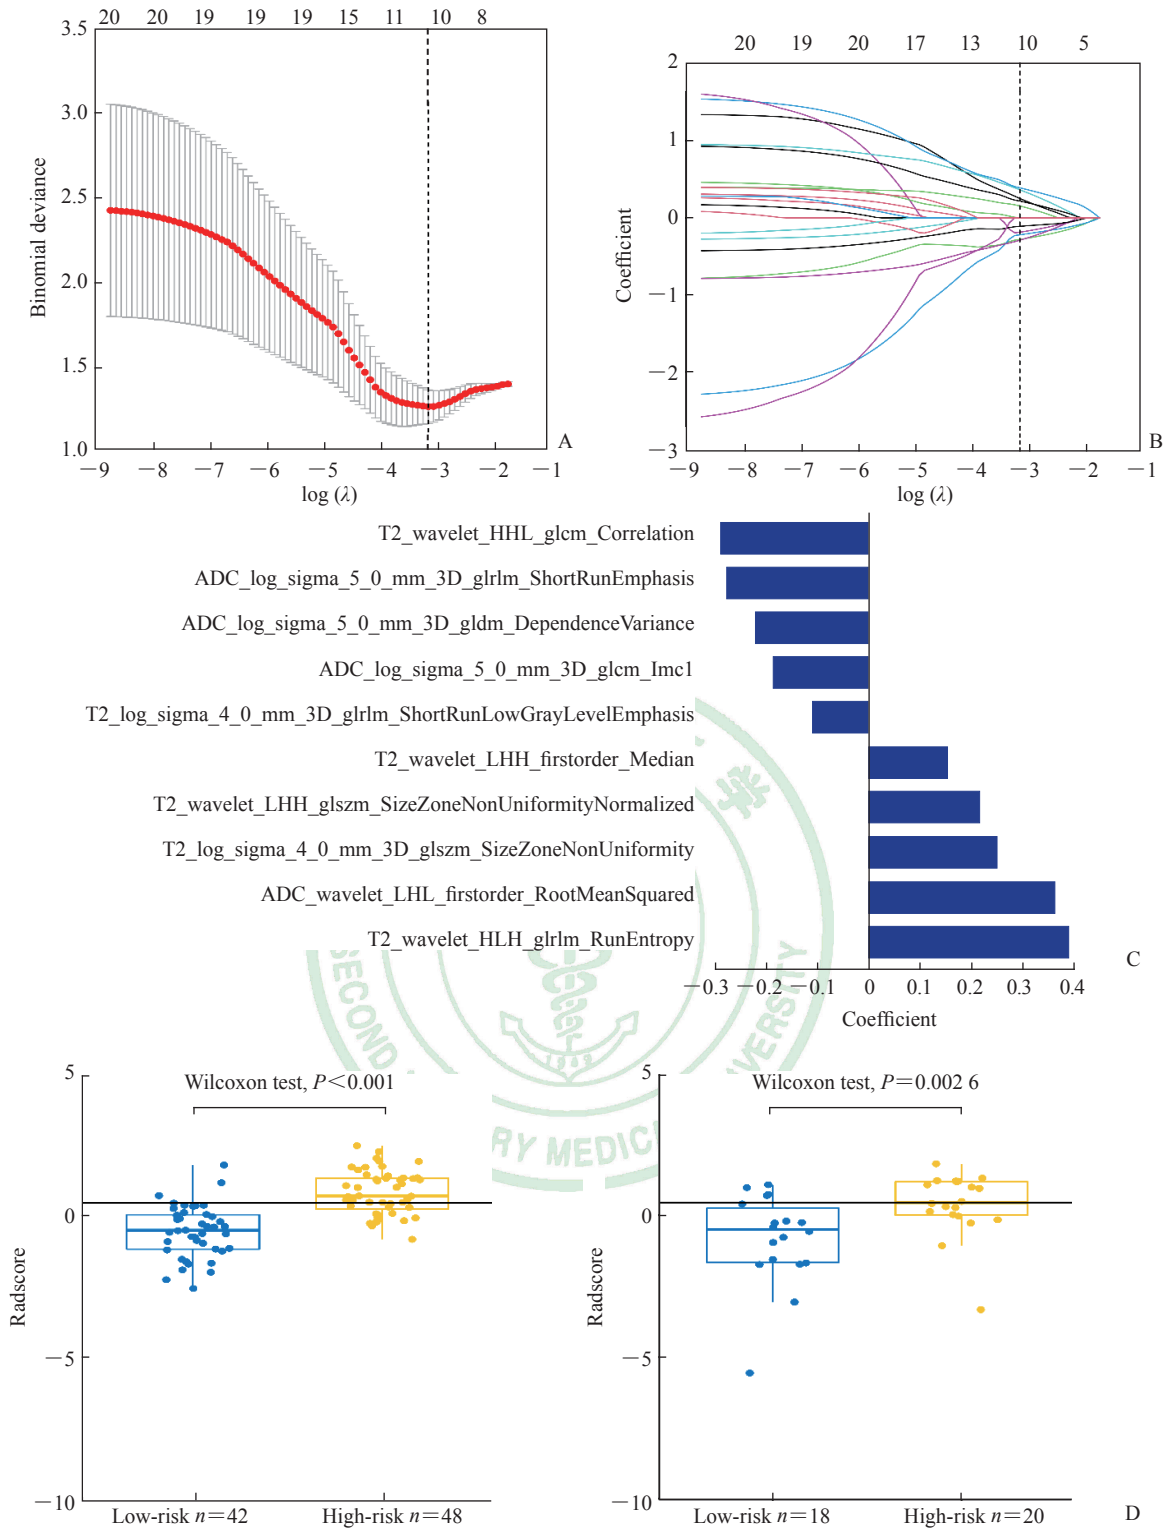 20 20 19 19 19 15 11 10 8
3.5
3.0
2.5
2.0
1.5
1.0
Binomial deviance
−9 −8 −7 −6 −5 −4 −3 −2 −1
log (λ)
A
20 19 20 17 13 10 5
2
1
0
−1
−2
−3
Coefficient
−9 −8 −7 −6 −5 −4 −3 −2 −1
log (λ)
B
T2_wavelet_HHL_glcm_Correlation
ADC_log_sigma_5_0_mm_3D_glrlm_ShortRunEmphasis
ADC_log_sigma_5_0_mm_3D_gldm_DependenceVariance
ADC_log_sigma_5_0_mm_3D_glcm_Imc1
T2_log_sigma_4_0_mm_3D_glrlm_ShortRunLowGrayLevelEmphasis
T2_wavelet_LHH_firstorder_Median
T2_wavelet_LHH_glszm_SizeZoneNonUniformityNormalized
T2_log_sigma_4_0_mm_3D_glszm_SizeZoneNonUniformity
ADC_wavelet_LHL_firstorder_RootMeanSquared
T2_wavelet_HLH_glrlm_RunEntropy
−0.3 −0.2 −0.1 0 0.1 0.2 0.3 0.4
Coefficient
C
学
SECOND
RY MEDIC
VERSITY
1949
5
0
−5
−10
Radscore
Wilcoxon test, P<0.001
Low-risk n=42 High-risk n=48
5
0
−5
−10
Radscore
Wilcoxon test, P=0.002 6
Low-risk n=18 High-risk n=20
D